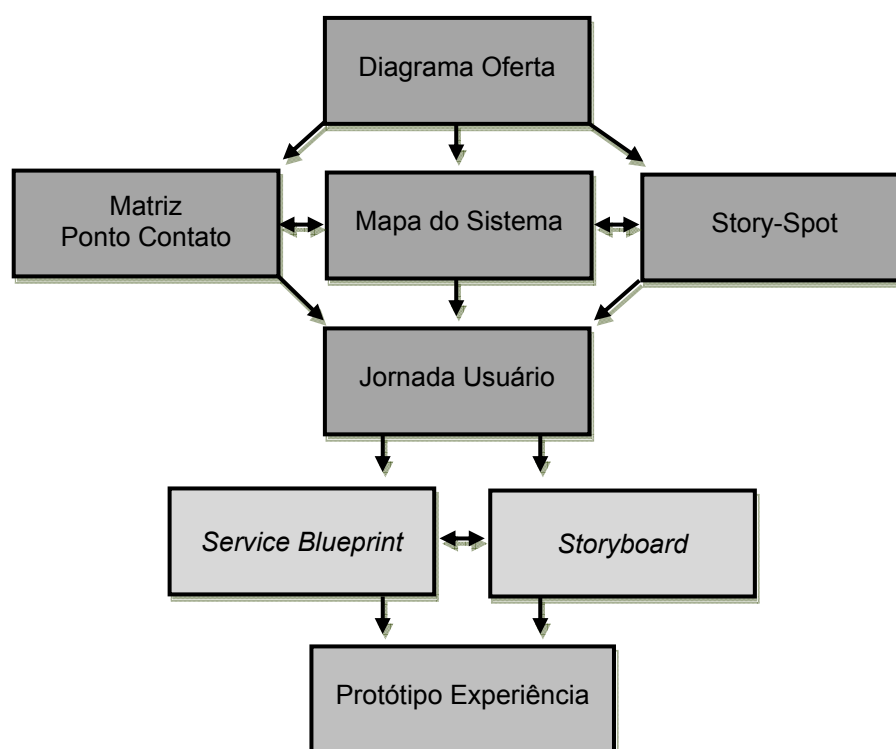 Diagrama Oferta
Matriz
Ponto Contato
Mapa do Sistema
Story-Spot
Jornada Usuário
Service Blueprint
Storyboard
Protótipo Experiência